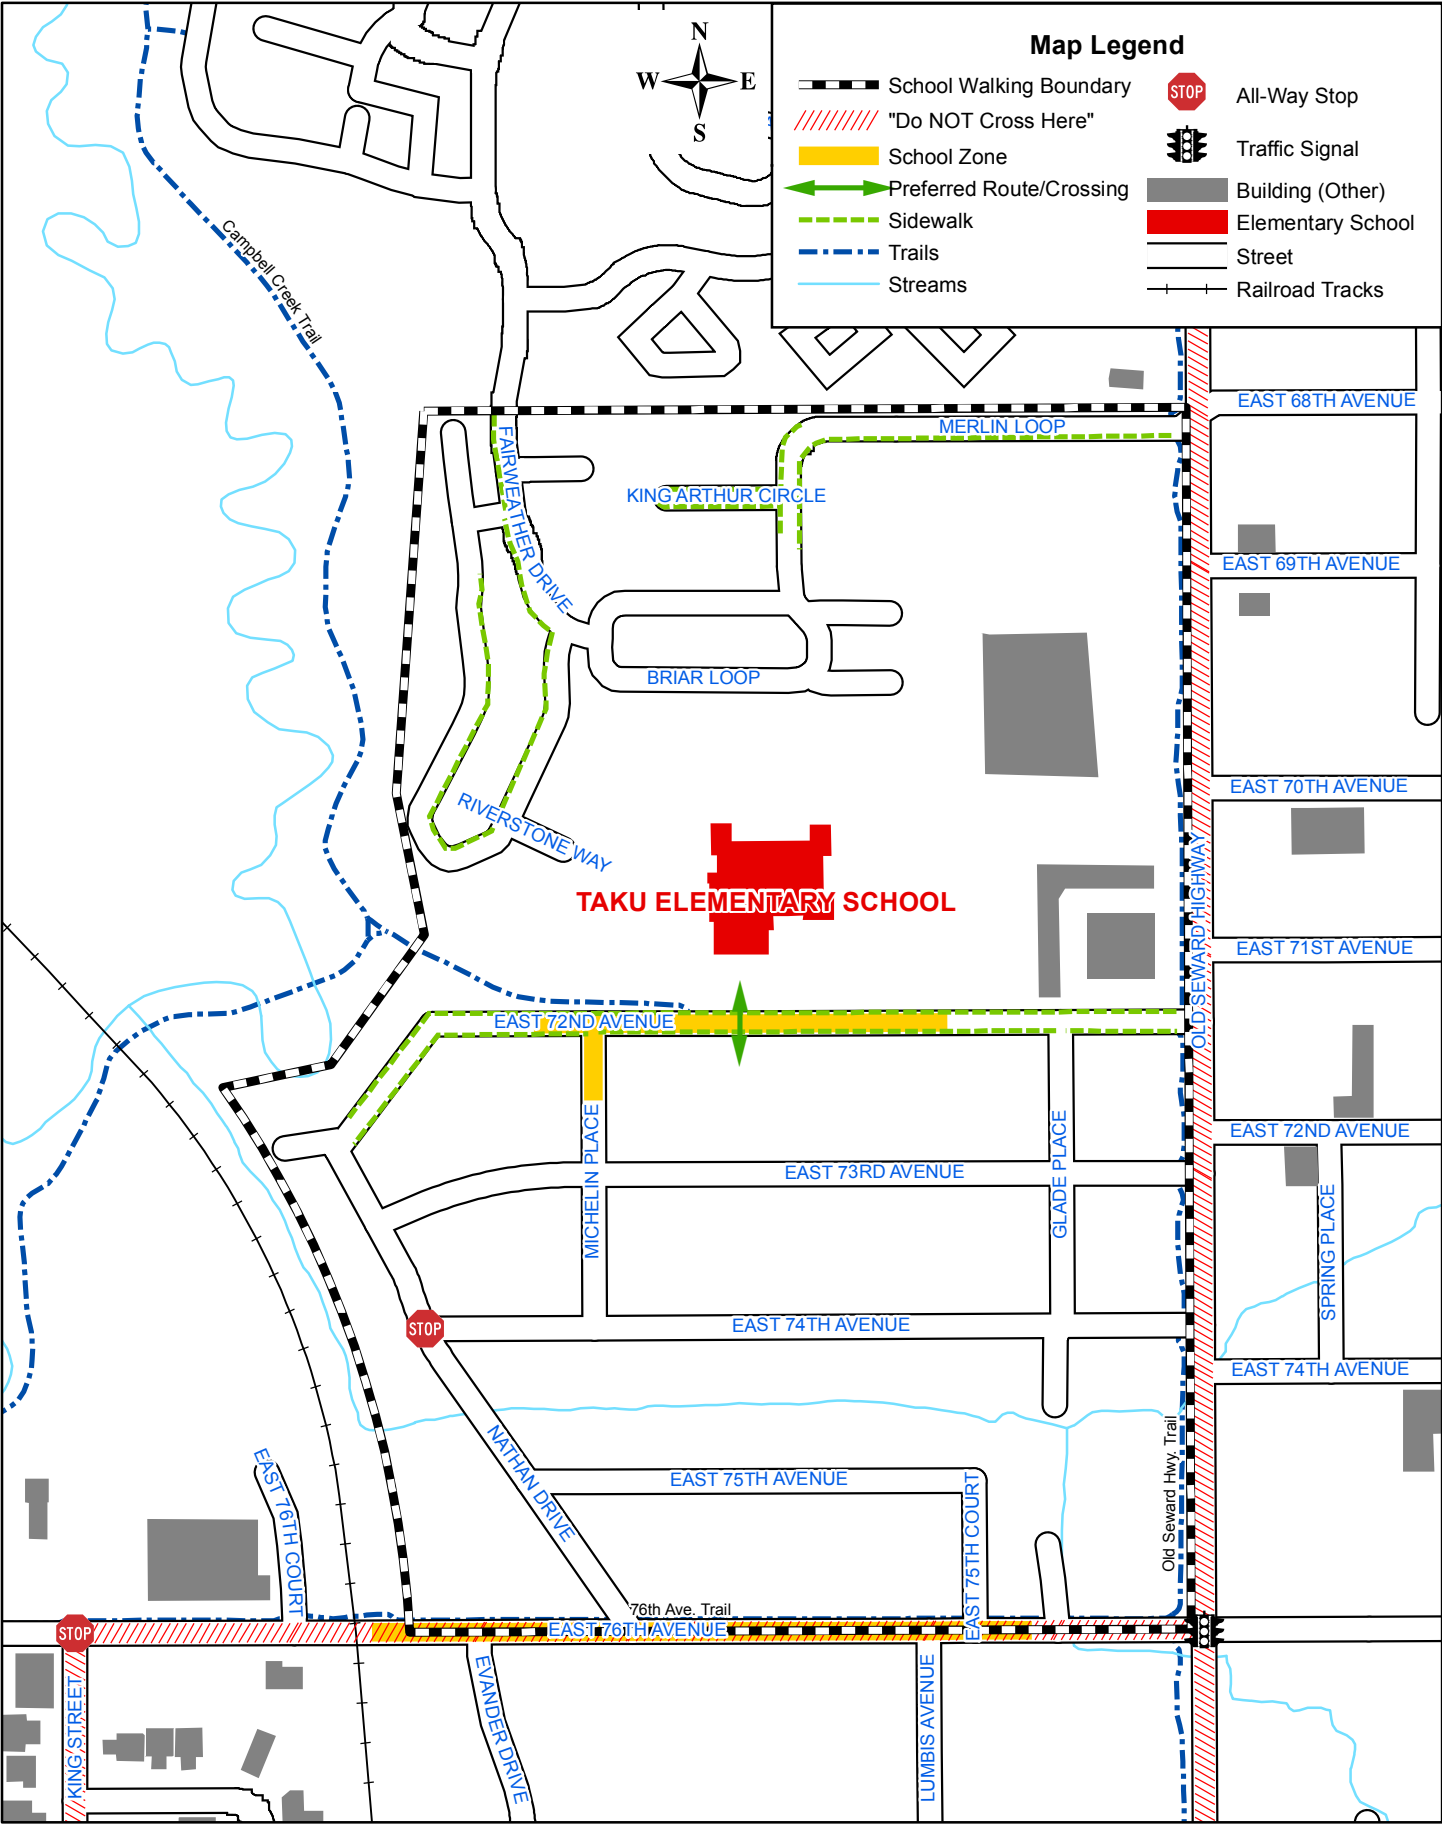 N
W E
S
Map Legend
School Walking Boundary
"Do NOT Cross Here"
School Zone
Preferred Route/Crossing
Sidewalk
Trails
Streams
STOP All-Way Stop
Traffic Signal
Building (Other)
Elementary School
Street
Railroad Tracks
Campbell Creek Trail
EAST 68TH AVENUE
MERLIN LOOP
FAIRWEATHER DRIVE
KING ARTHUR CIRCLE
EAST 69TH AVENUE
BRIAR LOOP
EAST 70TH AVENUE
RIVERSTONE WAY
OLD SEWARD HIGHWAY
TAKU ELEMENTARY SCHOOL
EAST 71ST AVENUE
EAST 72ND AVENUE
EAST 72ND AVENUE
MICHELIN PLACE
GLADE PLACE
EAST 73RD AVENUE
SPRING PLACE
STOP
EAST 74TH AVENUE
EAST 74TH AVENUE
NATHAN DRIVE
EAST 76TH COURT
EAST 75TH AVENUE
EAST 75TH COURT
Old Seward Hwy. Trail
76th Ave. Trail
STOP
EAST 76TH AVENUE
KING STREET
EVANDER DRIVE
LUMBIS AVENUE